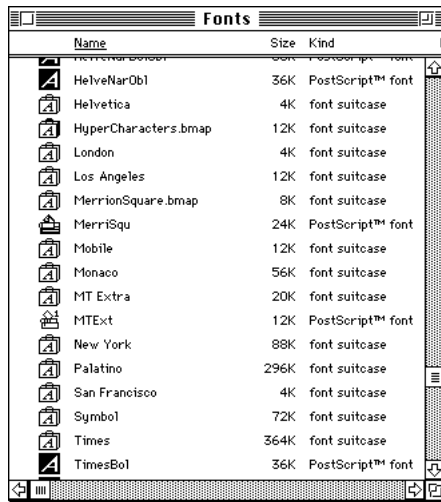 Fonts
Name Size Kind
HelveNarObl 36K PostScript™ font
Helvetica 4K font suitcase
HyperCharacters.bmap 12K font suitcase
London 4K font suitcase
Los Angeles 12K font suitcase
MerrionSquare.bmap 8K font suitcase
MerriSqu 24K PostScript™ font
Mobile 12K font suitcase
Monaco 56K font suitcase
MT Extra 20K font suitcase
MTExt 12K PostScript™ font
New York 88K font suitcase
Palatino 296K font suitcase
San Francisco 4K font suitcase
Symbol 72K font suitcase
Times 364K font suitcase
TimesBol 36K PostScript™ font